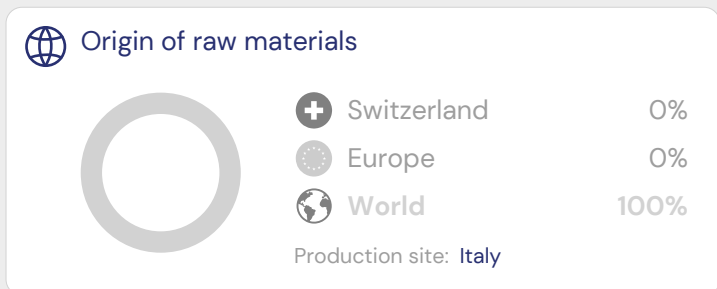 Origin of raw materials
Switzerland 0%
Europe 0%
World 100%
Production site: Italy